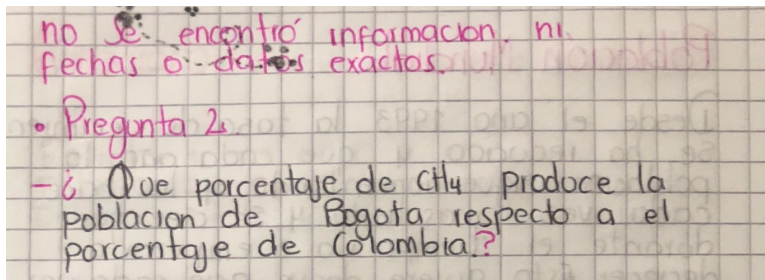 no se encontró informacion, ni
fechas o datos exactos.
• Pregunta 2.
- ¿ Que porcentaje de CH4 produce la
poblacion de Bogota respecto a el
porcentaje de Colombia?